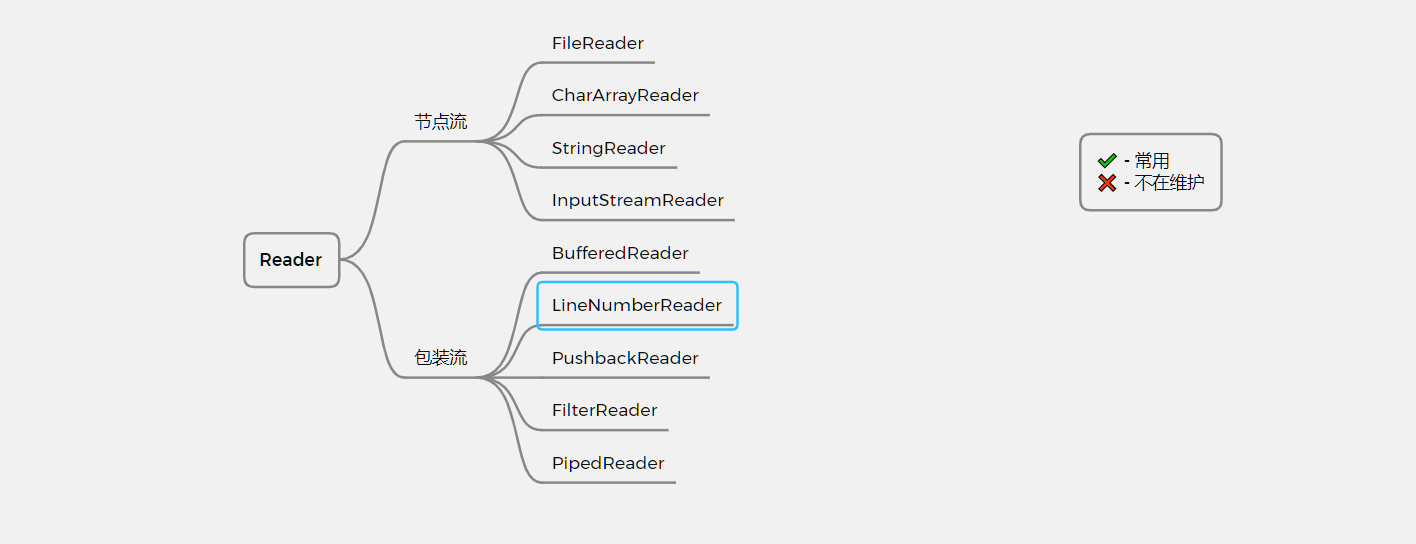 Reader
节点流
FileReader
CharArrayReader
StringReader
InputStreamReader
包装流
BufferedReader
LineNumberReader
PushbackReader
FilterReader
PipedReader
✔ - 常用
✖ - 不在维护